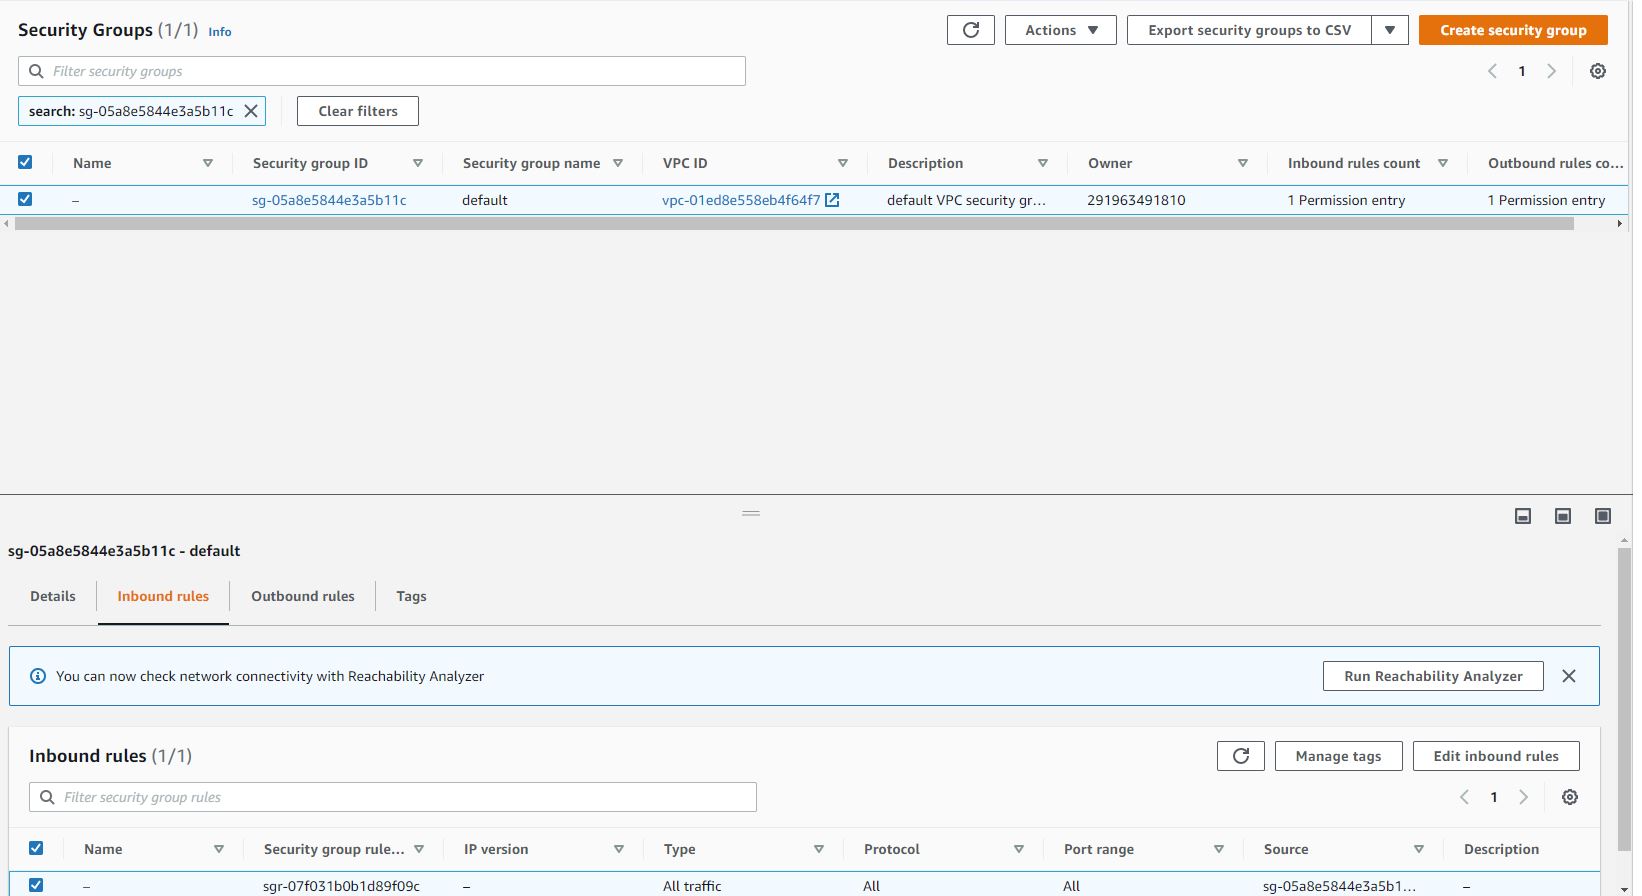 Security Groups (1/1) Info
Actions
Export security groups to CSV
Create security group
Filter security groups
1
search: sg-05a8e5844e3a5b11c
Clear filters
Name Security group ID Security group name VPC ID Description Owner Inbound rules count Outbound rules co...
– sg-05a8e5844e3a5b11c default vpc-01ed8e558eb4f64f7 default VPC security gr... 291963491810 1 Permission entry 1 Permission entry
sg-05a8e5844e3a5b11c - default
Details Inbound rules Outbound rules Tags
You can now check network connectivity with Reachability Analyzer
Run Reachability Analyzer
Inbound rules (1/1)
Manage tags
Edit inbound rules
Filter security group rules
1
Name Security group rule... IP version Type Protocol Port range Source Description
– sgr-07f031b0b1d89f09c – All traffic All All sg-05a8e5844e3a5b1... –